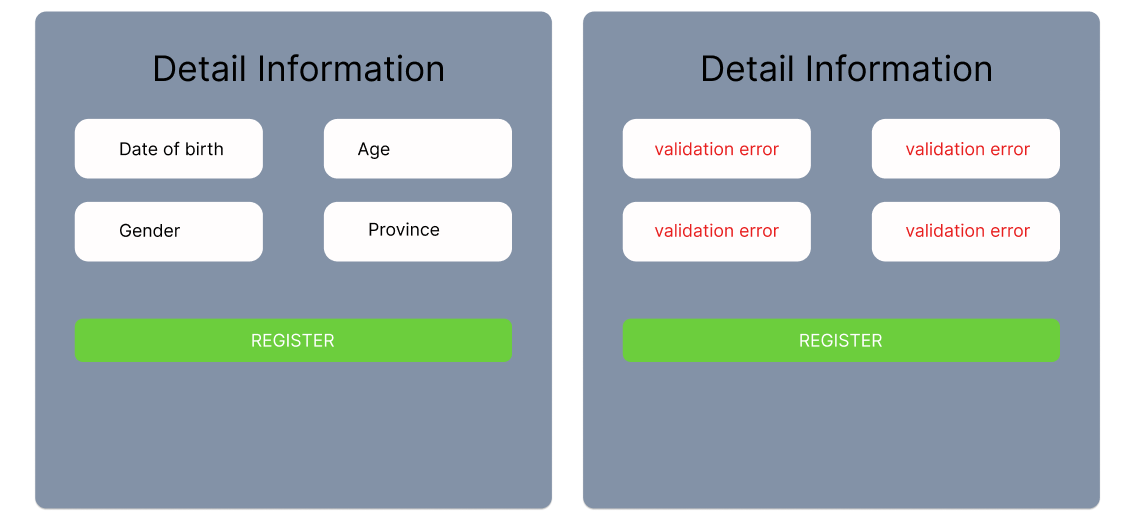 Detail Information
Date of birth
Age
Gender
Province
REGISTER
Detail Information
validation error
validation error
validation error
validation error
REGISTER